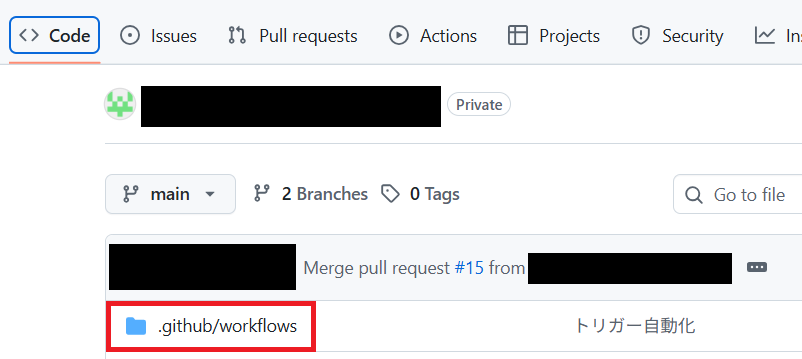 Code Issues Pull requests Actions Projects Security
Private
main 2 Branches 0 Tags Go to file
Merge pull request #15 from
.github/workflows トリガー自動化